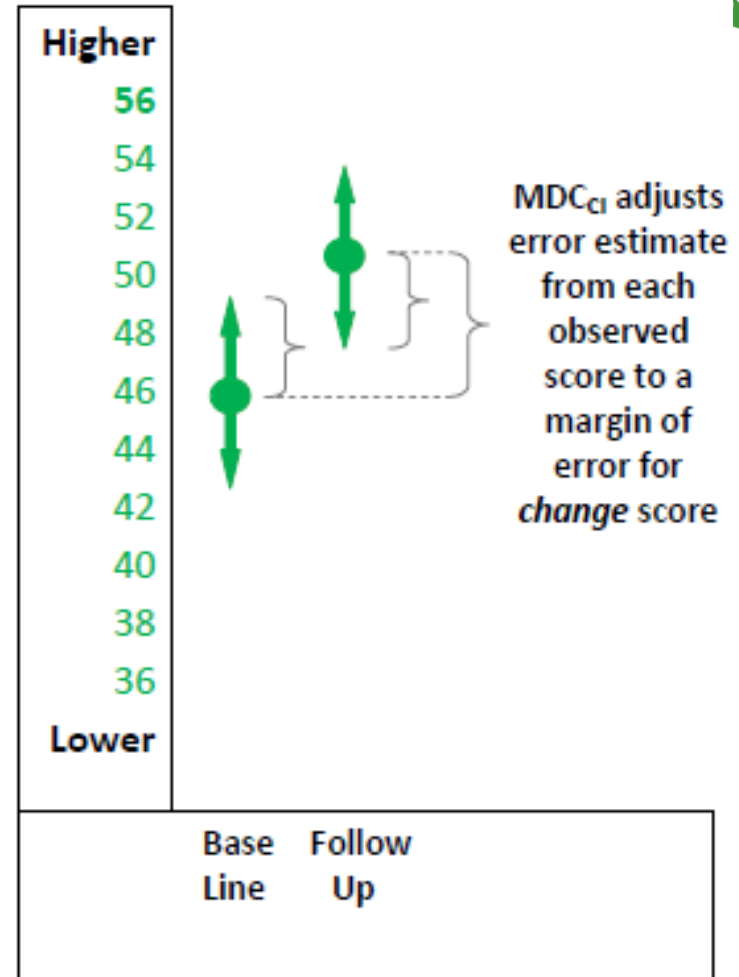 Higher
56
54
52
50
48
46
44
42
40
38
36
Lower
MDCCI adjusts
error estimate
from each
observed
score to a
margin of
error for
change score
Base Follow
Line Up